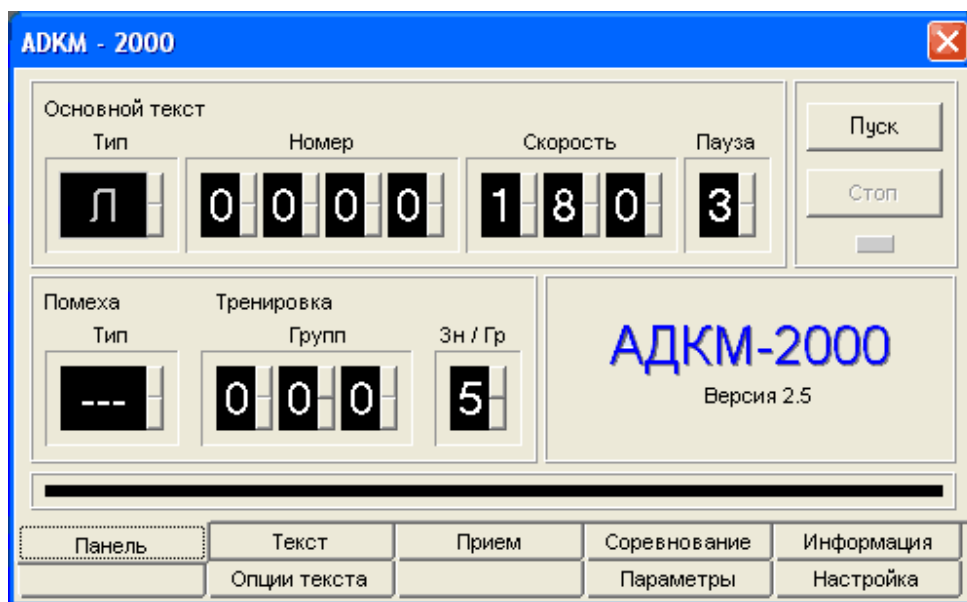 ADKM - 2000
Основной текст
Тип Номер Скорость Пауза
Л 0 0 0 0 1 8 0 3
Пуск
Стоп
Помеха Тренировка
Тип Групп Зн / Гр
--- 0 0 0 5
АДКМ-2000
Версия 2.5
Панель Текст Прием Соревнование Информация
Опции текста Параметры Настройка